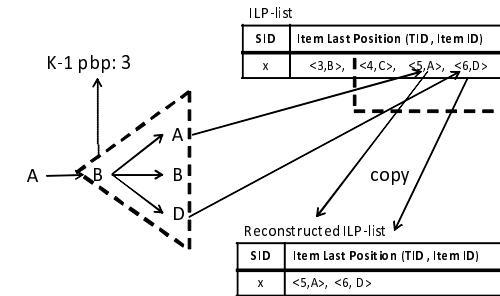 ILP-list
SID Item Last Position (TID, Item ID)
x <3,B>, <4,C>, <5,A>, <6,D>
K-1 pbp: 3
A B A
B
D
copy
Reconstructed ILP-list
SID Item Last Position (TID, Item ID)
x <5,A>, <6, D>